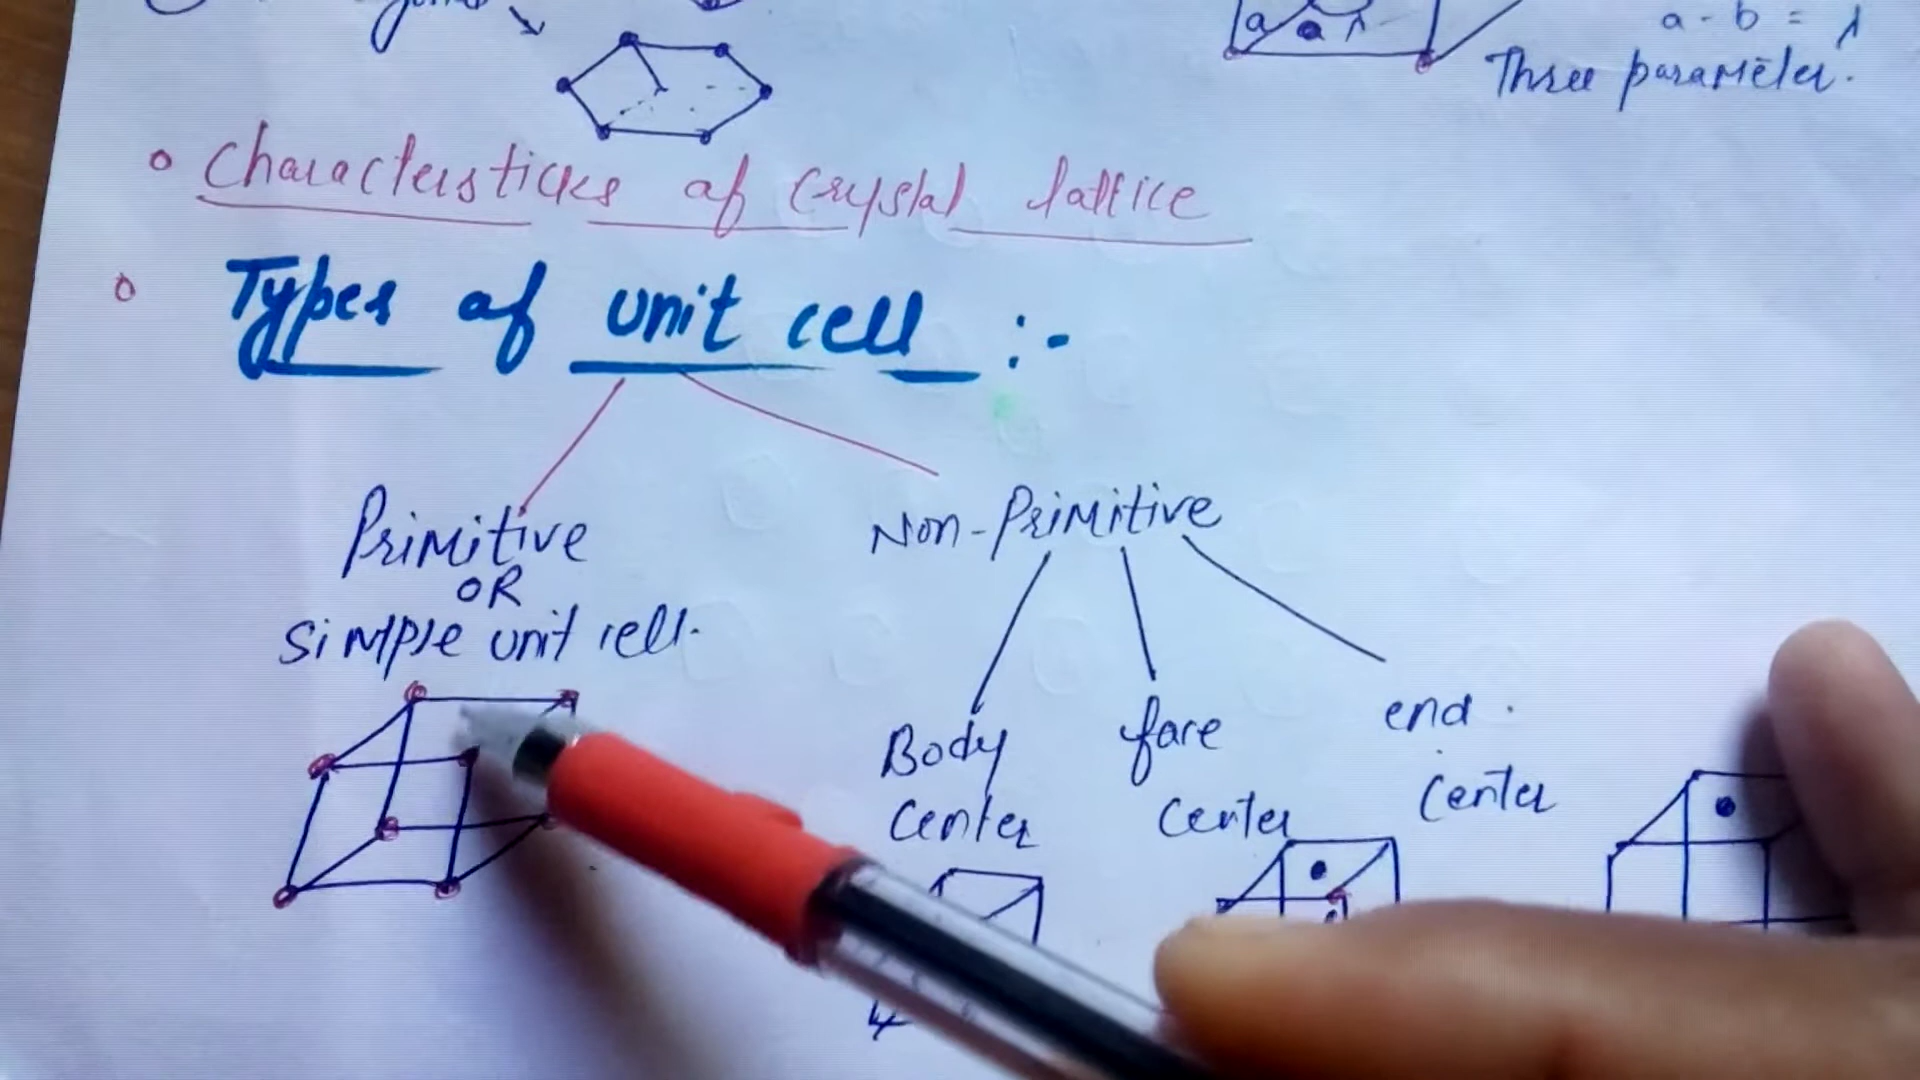 a a λ
a - b = λ
Three parameter.
Characterstickes of Crystal lattice
Types of unit cell :-
Primitive
OR
Simple unit cell.
Non-Primitive
Body
Center
face
Center
end.
Center